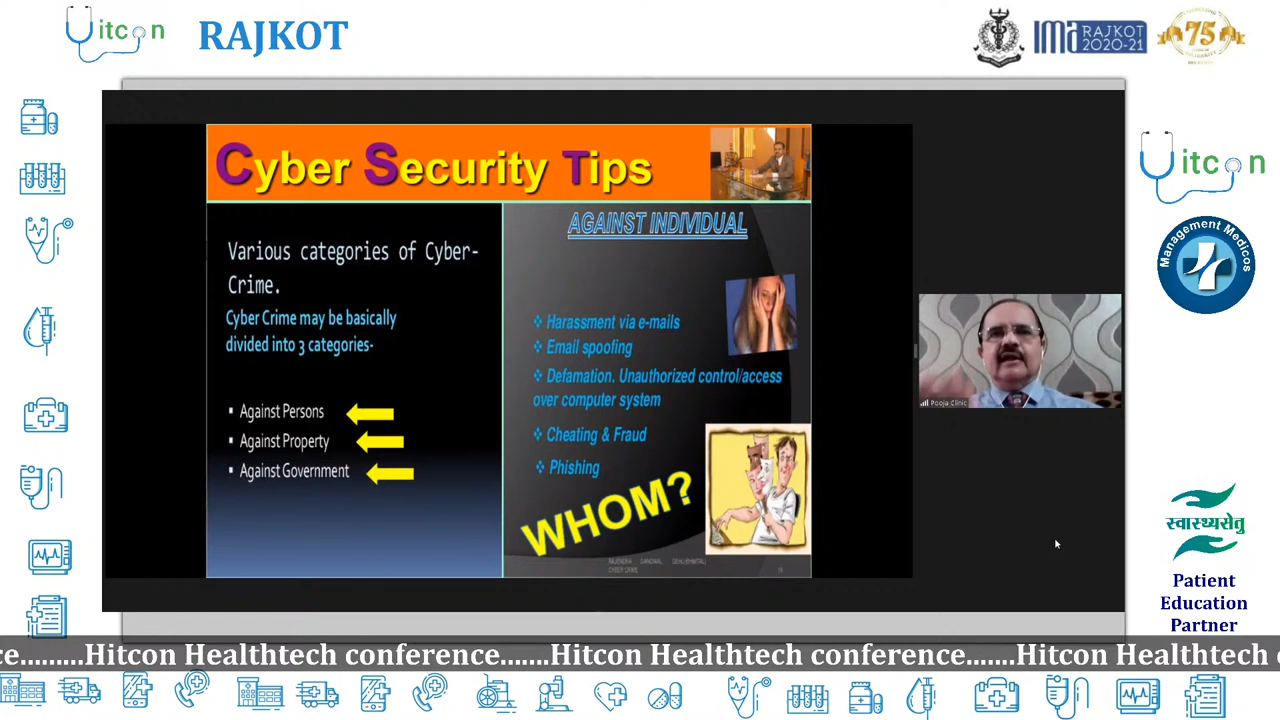 itcon
RAJKOT
ima RAJKOT
2020-21
75
Cyber Security Tips
Various categories of Cyber-
Crime.
Cyber Crime may be basically
divided into 3 categories-
▪ Against Persons
▪ Against Property
▪ Against Government
AGAINST INDIVIDUAL
❖ Harassment via e-mails
❖ Email spoofing
❖ Defamation. Unauthorized control/access
over computer system
❖ Cheating & Fraud
❖ Phishing
WHOM?
CYBER CRIME
Pooja Clinic
itcon
Management Medicos
स्वास्थ्यसेतु
Patient
Education
Partner
ce.........Hitcon Healthtech conference.......Hitcon Healthtech conference.......Hitcon Healthtech c